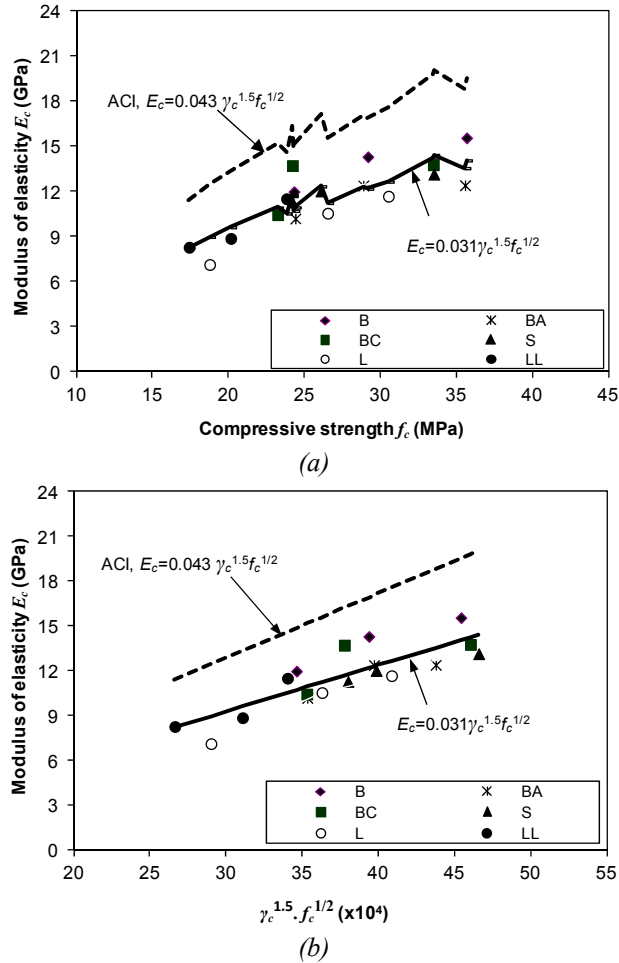 24
21
18
15
12
9
6
3
0
Modulus of elasticity E_c (GPa)
ACI, E_c=0.043 γ_c^1.5 f_c^1/2
E_c=0.031γ_c^1.5 f_c^1/2
B BA
BC S
L LL
10 15 20 25 30 35 40 45
Compressive strength f_c (MPa)
(a)
24
21
18
15
12
9
6
3
0
Modulus of elasticity E_c (GPa)
ACI, E_c=0.043 γ_c^1.5 f_c^1/2
E_c=0.031γ_c^1.5 f_c^1/2
B BA
BC S
L LL
20 25 30 35 40 45 50 55
γ_c^1.5. f_c^1/2 (x10⁴)
(b)